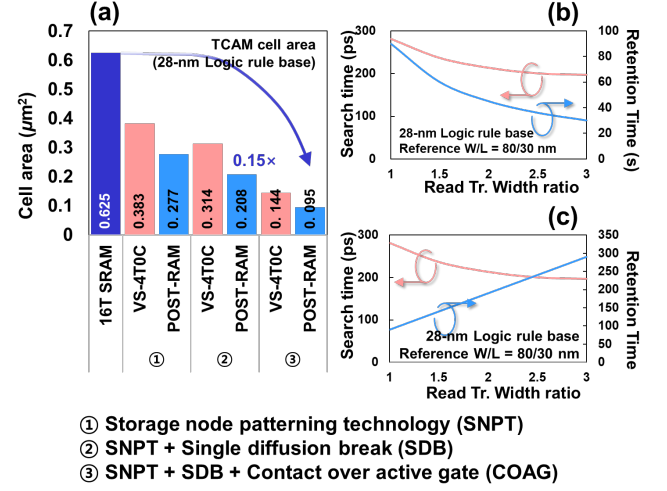 (a)
Cell area (μm²)
0.7
0.6
0.5
0.4
0.3
0.2
0.1
0
TCAM cell area
(28-nm Logic rule base)
0.15×
0.625
0.383
0. 277
0. 314
0. 208
0. 144
0. 095
16T SRAM
VS-4T0C
POST-RAM
VS-4T0C
POST-RAM
VS-4T0C
POST-RAM
①
②
③
(b)
Search time (ps)
300
200
100
0
Retention Time (s)
100
80
60
40
20
0
28-nm Logic rule base
Reference W/L = 80/30 nm
1
1.5
2
2.5
3
Read Tr. Width ratio
(c)
Search time (ps)
300
200
100
0
Retention Time
350
300
250
200
150
100
50
0
28-nm Logic rule base
Reference W/L = 80/30 nm
1
1.5
2
2.5
3
Read Tr. Width ratio
① Storage node patterning technology (SNPT)
② SNPT + Single diffusion break (SDB)
③ SNPT + SDB + Contact over active gate (COAG)